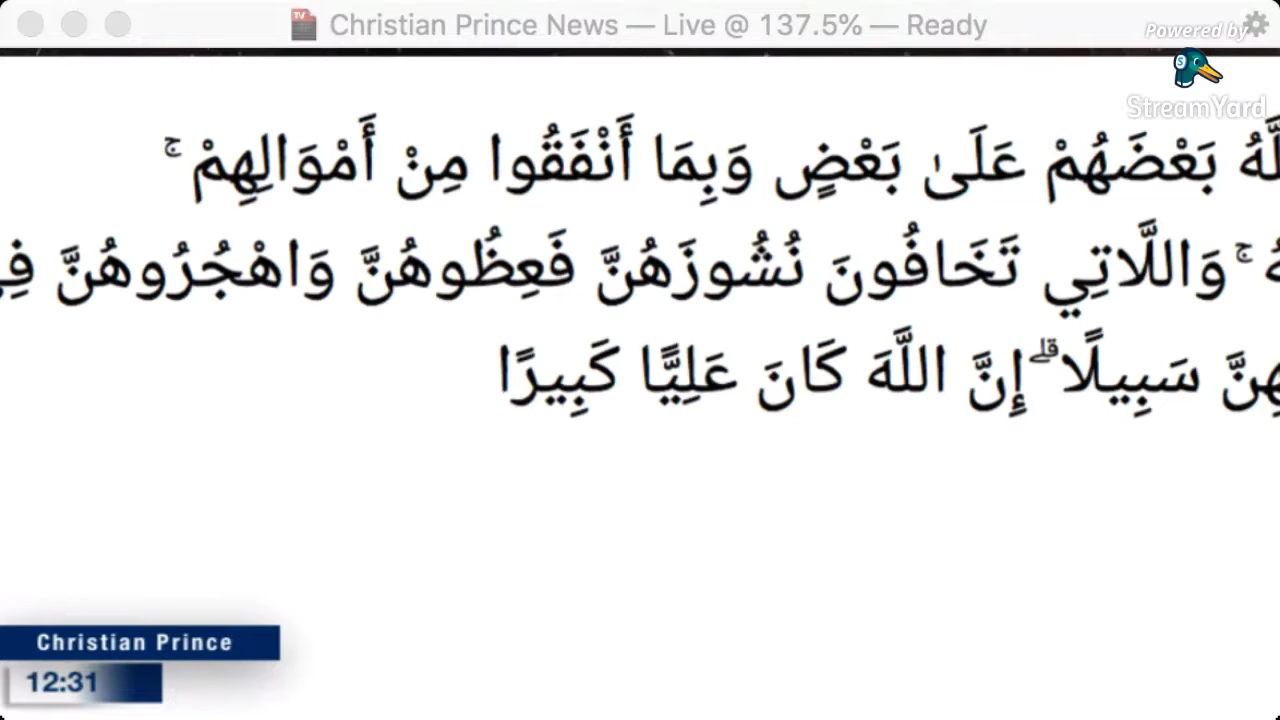 Christian Prince News — Live @ 137.5% — Ready
Powered by
StreamYard
بَعْضَهُمْ عَلَىٰ بَعْضٍ وَبِمَا أَنْفَقُوا مِنْ أَمْوَالِهِمْ ۚ
ۚ وَاللَّاتِي تَخَافُونَ نُشُوزَهُنَّ فَعِظُوهُنَّ وَاهْجُرُوهُنَّ فِي
سَبِيلًا ۗ إِنَّ اللَّهَ كَانَ عَلِيًّا كَبِيرًا
Christian Prince
12:31